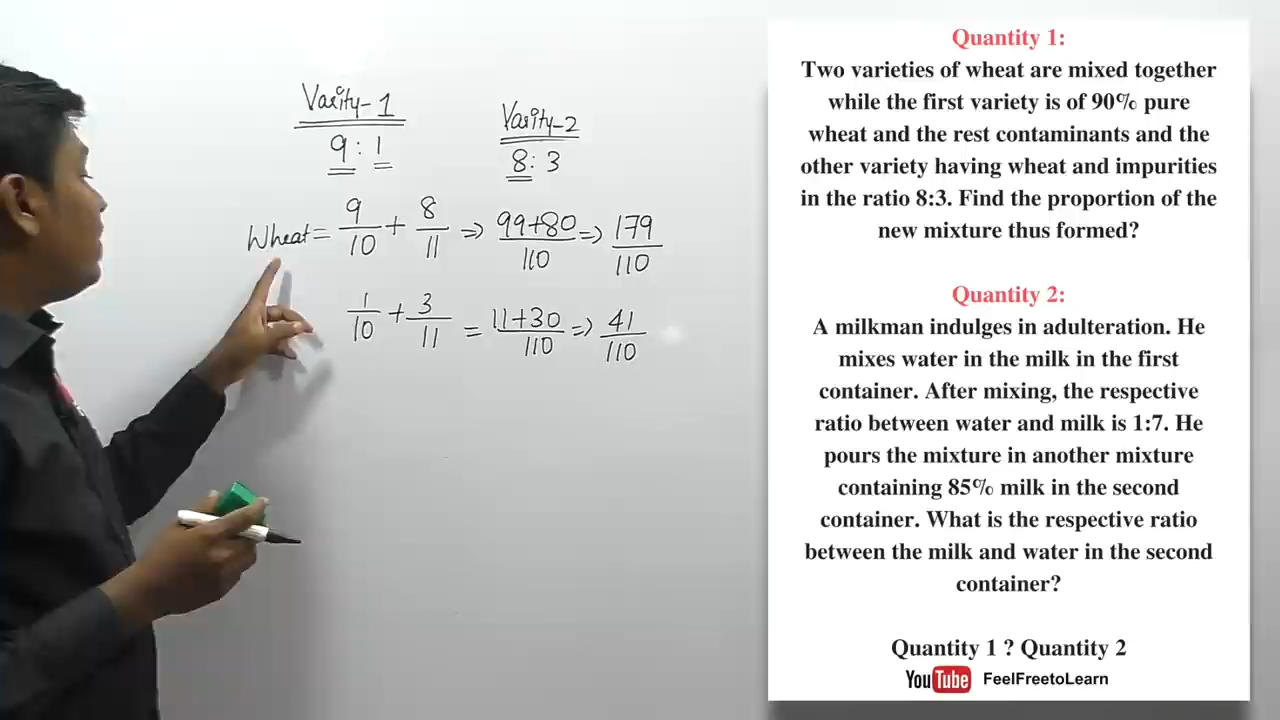 Varity-1
9 : 1
Varity-2
8 : 3
Wheat = 9/10 + 8/11 => 99+80/110 => 179/110
1/10 + 3/11 = 11+30/110 => 41/110
Quantity 1:
Two varieties of wheat are mixed together
while the first variety is of 90% pure
wheat and the rest contaminants and the
other variety having wheat and impurities
in the ratio 8:3. Find the proportion of the
new mixture thus formed?
Quantity 2:
A milkman indulges in adulteration. He
mixes water in the milk in the first
container. After mixing, the respective
ratio between water and milk is 1:7. He
pours the mixture in another mixture
containing 85% milk in the second
container. What is the respective ratio
between the milk and water in the second
container?
Quantity 1 ? Quantity 2
YouTube FeelFreetoLearn